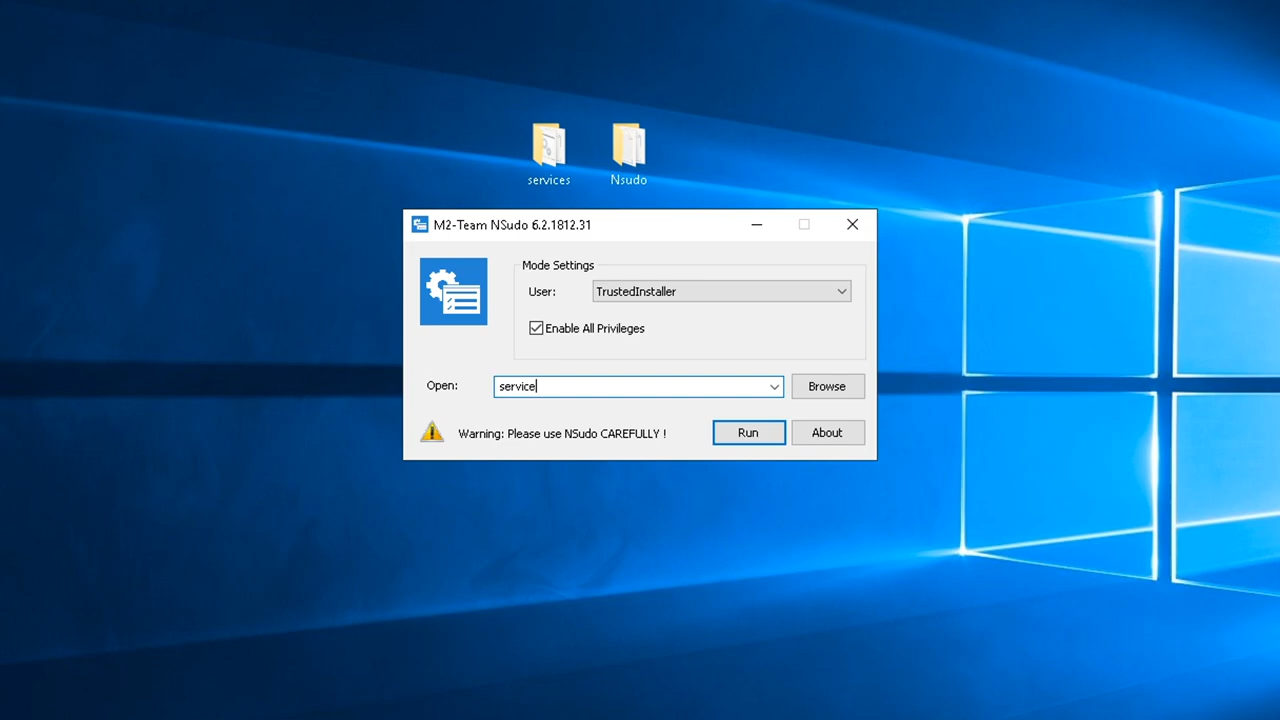 services Nsudo
M2-Team NSudo 6.2.1812.31
Mode Settings
User: TrustedInstaller
Enable All Privileges
Open: service Browse
Warning: Please use NSudo CAREFULLY ! Run About